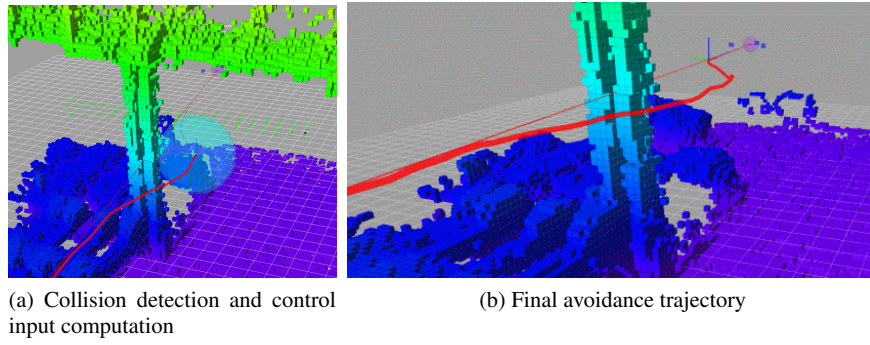 (a) Collision detection and control
input computation
(b) Final avoidance trajectory